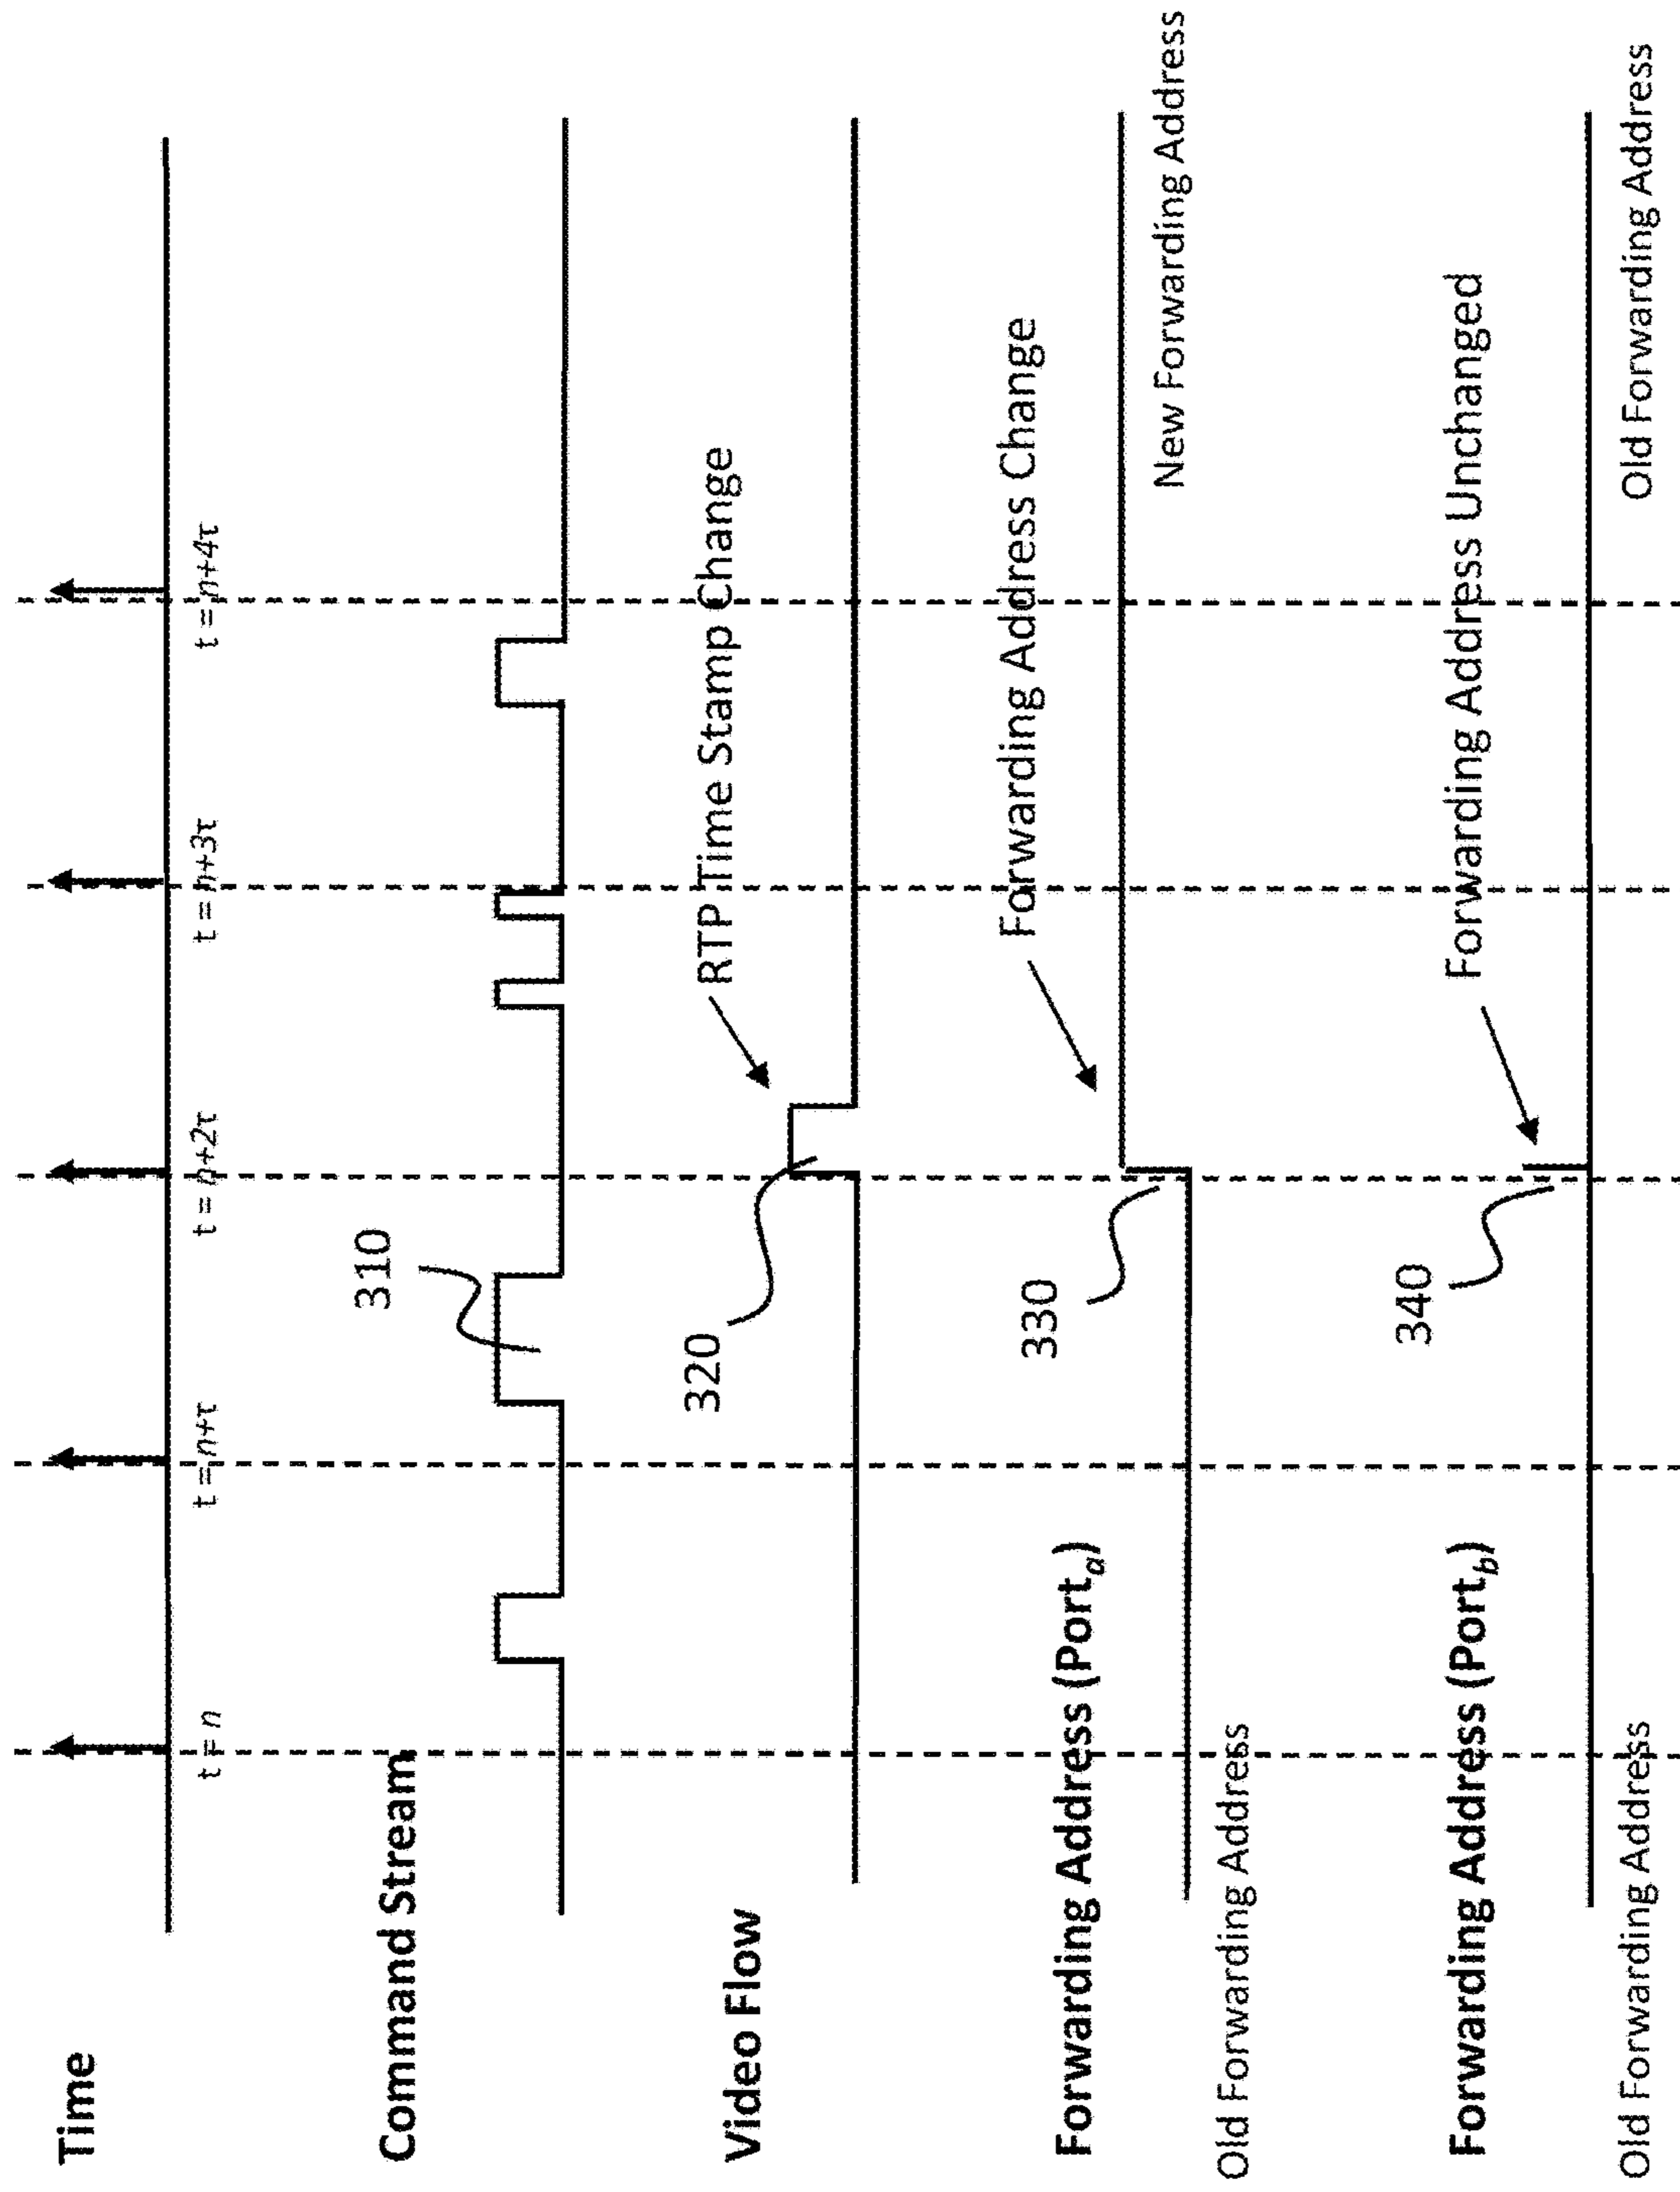 Time
t = n
t = n+τ
t = n+2τ
t = n+3τ
t = n+4τ
Command Stream
310
Video Flow
320
RTP Time Stamp Change
Forwarding Address (Porta)
330
Forwarding Address Change
Old Forwarding Address
New Forwarding Address
Forwarding Address (Portb)
340
Forwarding Address Unchanged
Old Forwarding Address
Old Forwarding Address